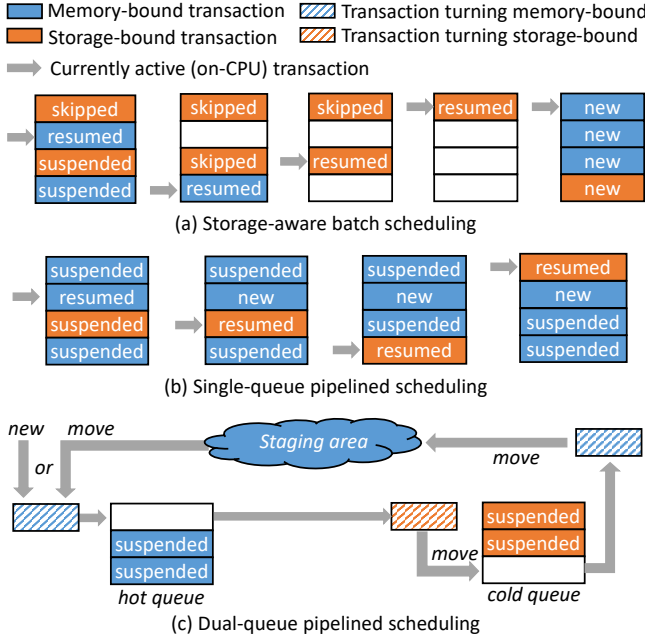 Memory-bound transaction
Transaction turning memory-bound
Storage-bound transaction
Transaction turning storage-bound
Currently active (on-CPU) transaction
skipped
resumed
suspended
suspended
skipped
skipped
resumed
skipped
resumed
resumed
new
new
new
new
(a) Storage-aware batch scheduling
suspended
resumed
suspended
suspended
suspended
new
resumed
suspended
suspended
new
suspended
resumed
resumed
new
suspended
suspended
(b) Single-queue pipelined scheduling
new
or
move
Staging area
move
suspended
suspended
hot queue
move
suspended
suspended
cold queue
(c) Dual-queue pipelined scheduling